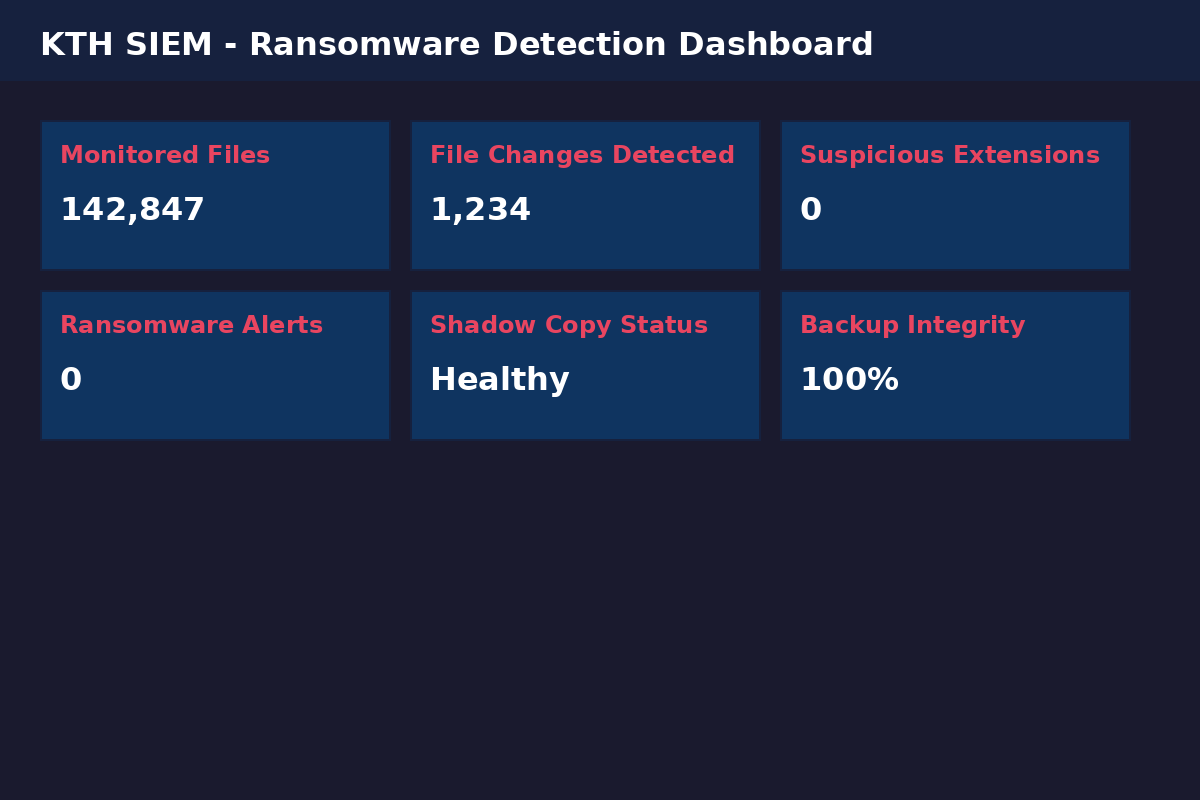 KTH SIEM - Ransomware Detection Dashboard
Monitored Files
142,847
File Changes Detected
1,234
Suspicious Extensions
0
Ransomware Alerts
0
Shadow Copy Status
Healthy
Backup Integrity
100%